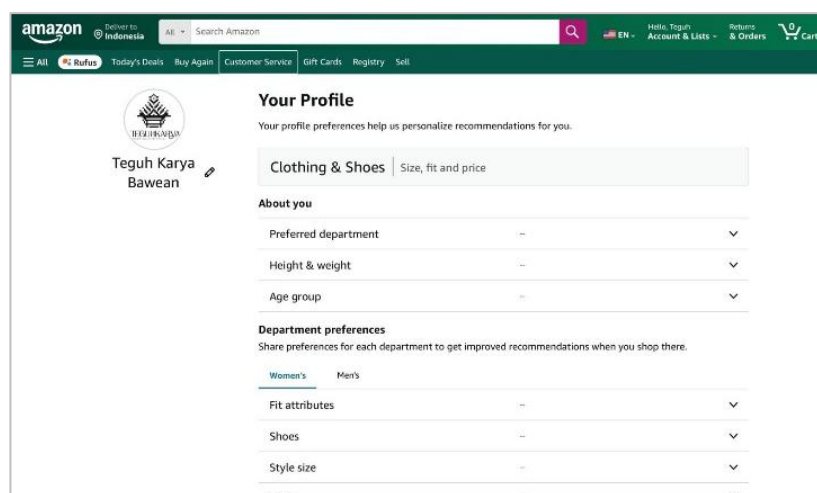 amazon
Deliver to
Indonesia
All
Search Amazon
EN
Hello, Teguh
Account & Lists
Returns
& Orders
0
Cart
All
Rufus
Today's Deals
Buy Again
Customer Service
Gift Cards
Registry
Sell
TEGUHKARYA
Teguh Karya
Bawean
Your Profile
Your profile preferences help us personalize recommendations for you.
Clothing & Shoes | Size, fit and price
About you
Preferred department --
Height & weight --
Age group --
Department preferences
Share preferences for each department to get improved recommendations when you shop there.
Women's Men's
Fit attributes --
Shoes --
Style size --